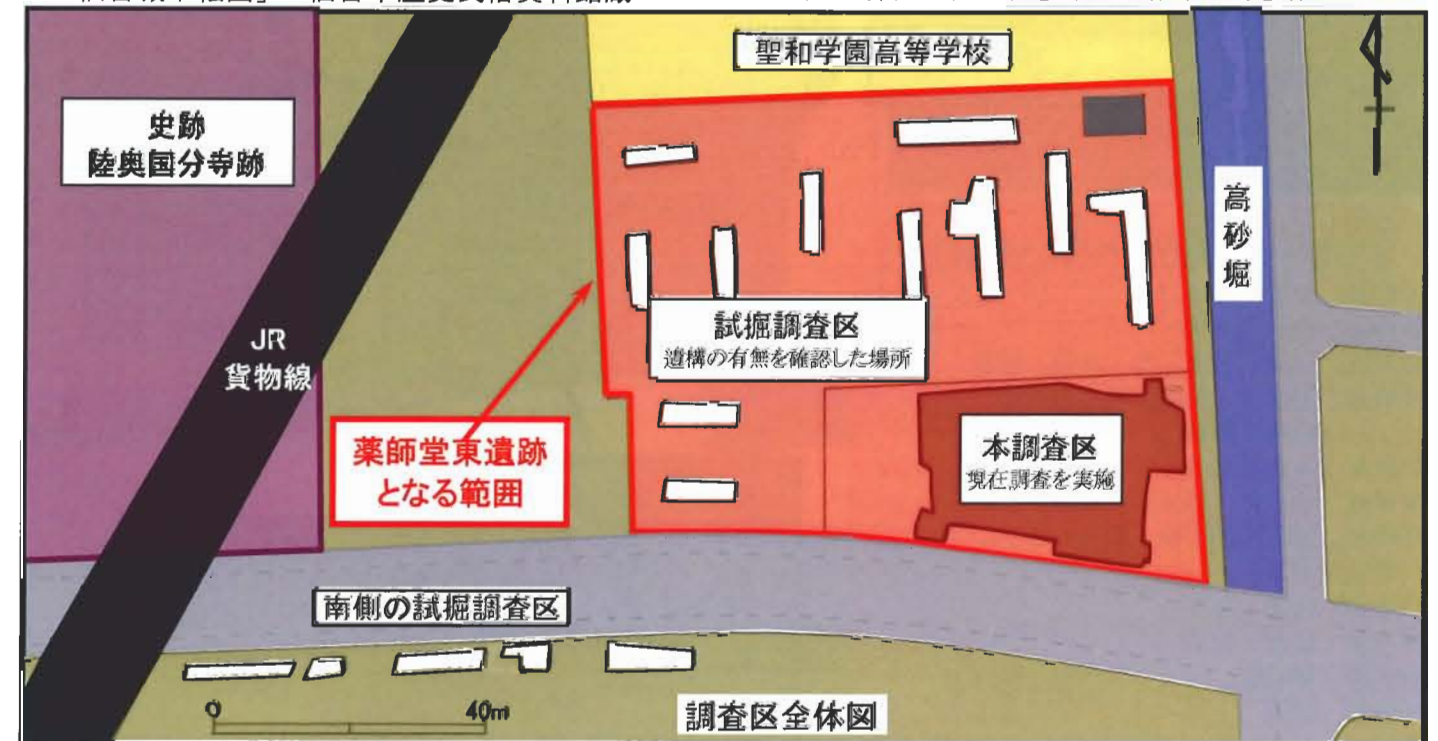 聖和学園高等学校
史跡
陸奥国分寺跡
高砂堀
試掘調査区
遺構の有無を確認した場所
JR
貨物線
薬師堂東遺跡
となる範囲
本調査区
現在調査を実施
南側の試掘調査区
0 40m
調査区全体図